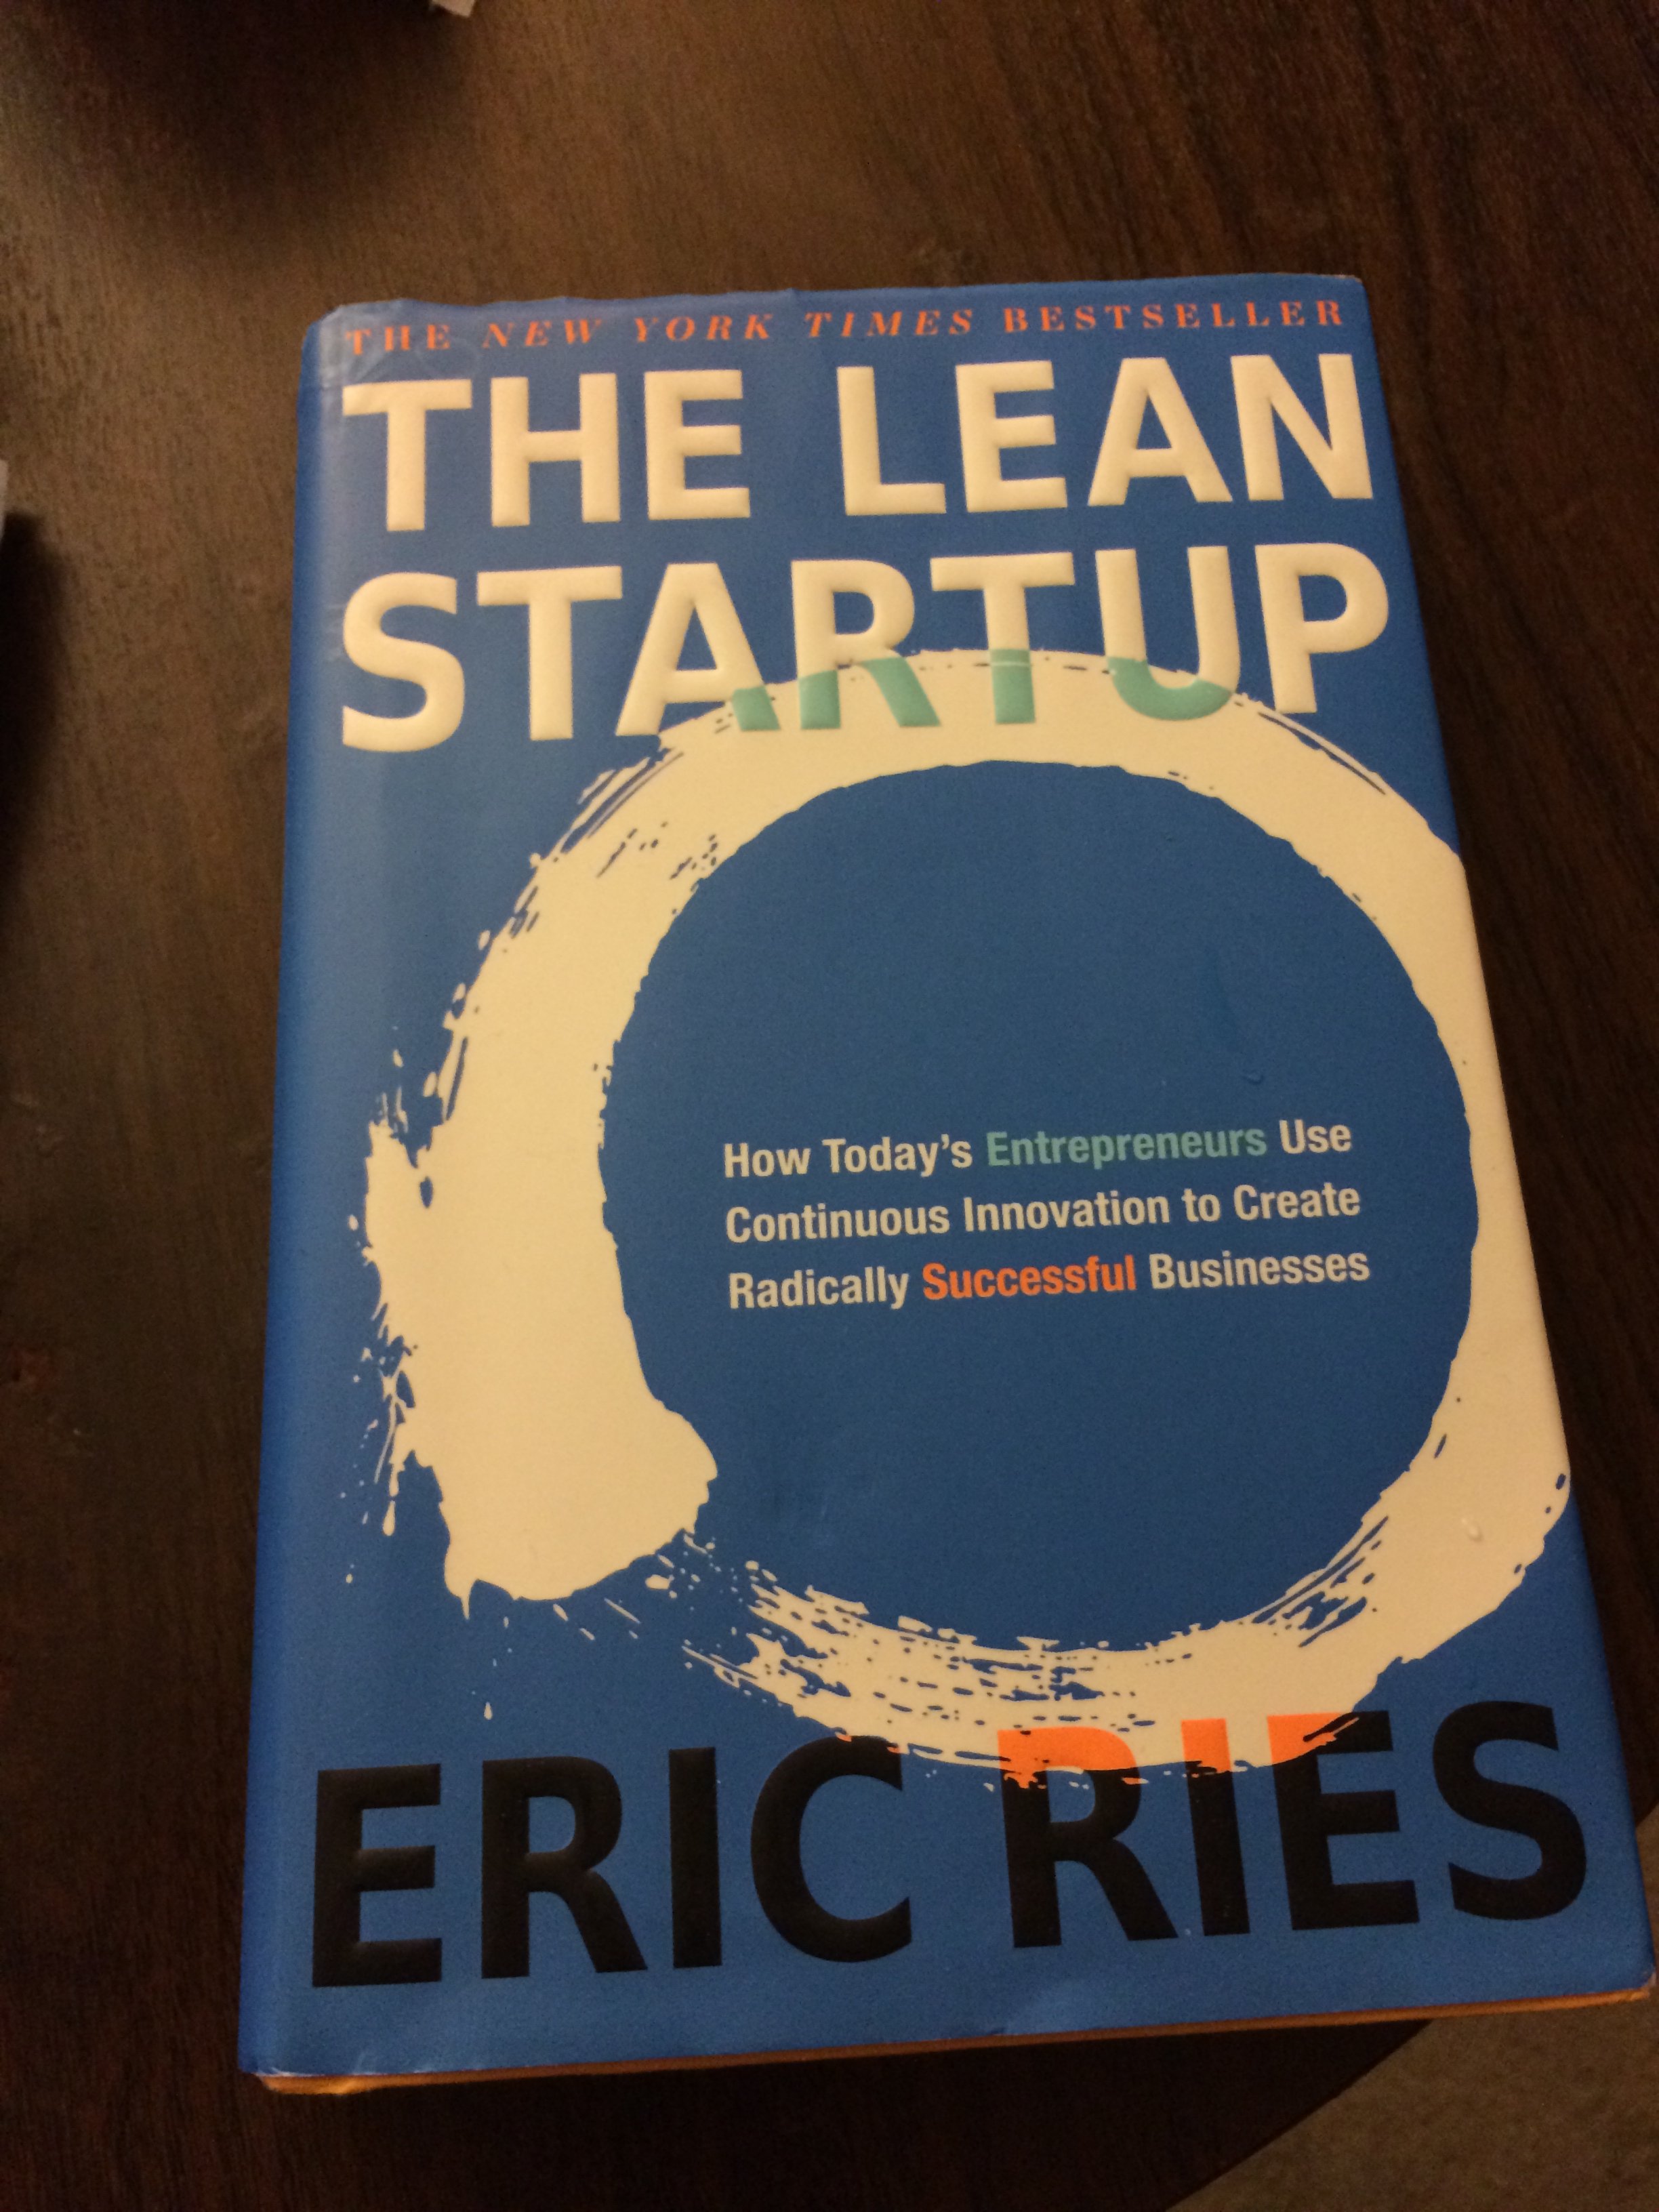 THE NEW YORK TIMES BESTSELLER
THE LEAN
STARTUP
How Today's Entrepreneurs Use
Continuous Innovation to Create
Radically Successful Businesses
ERIC RIES